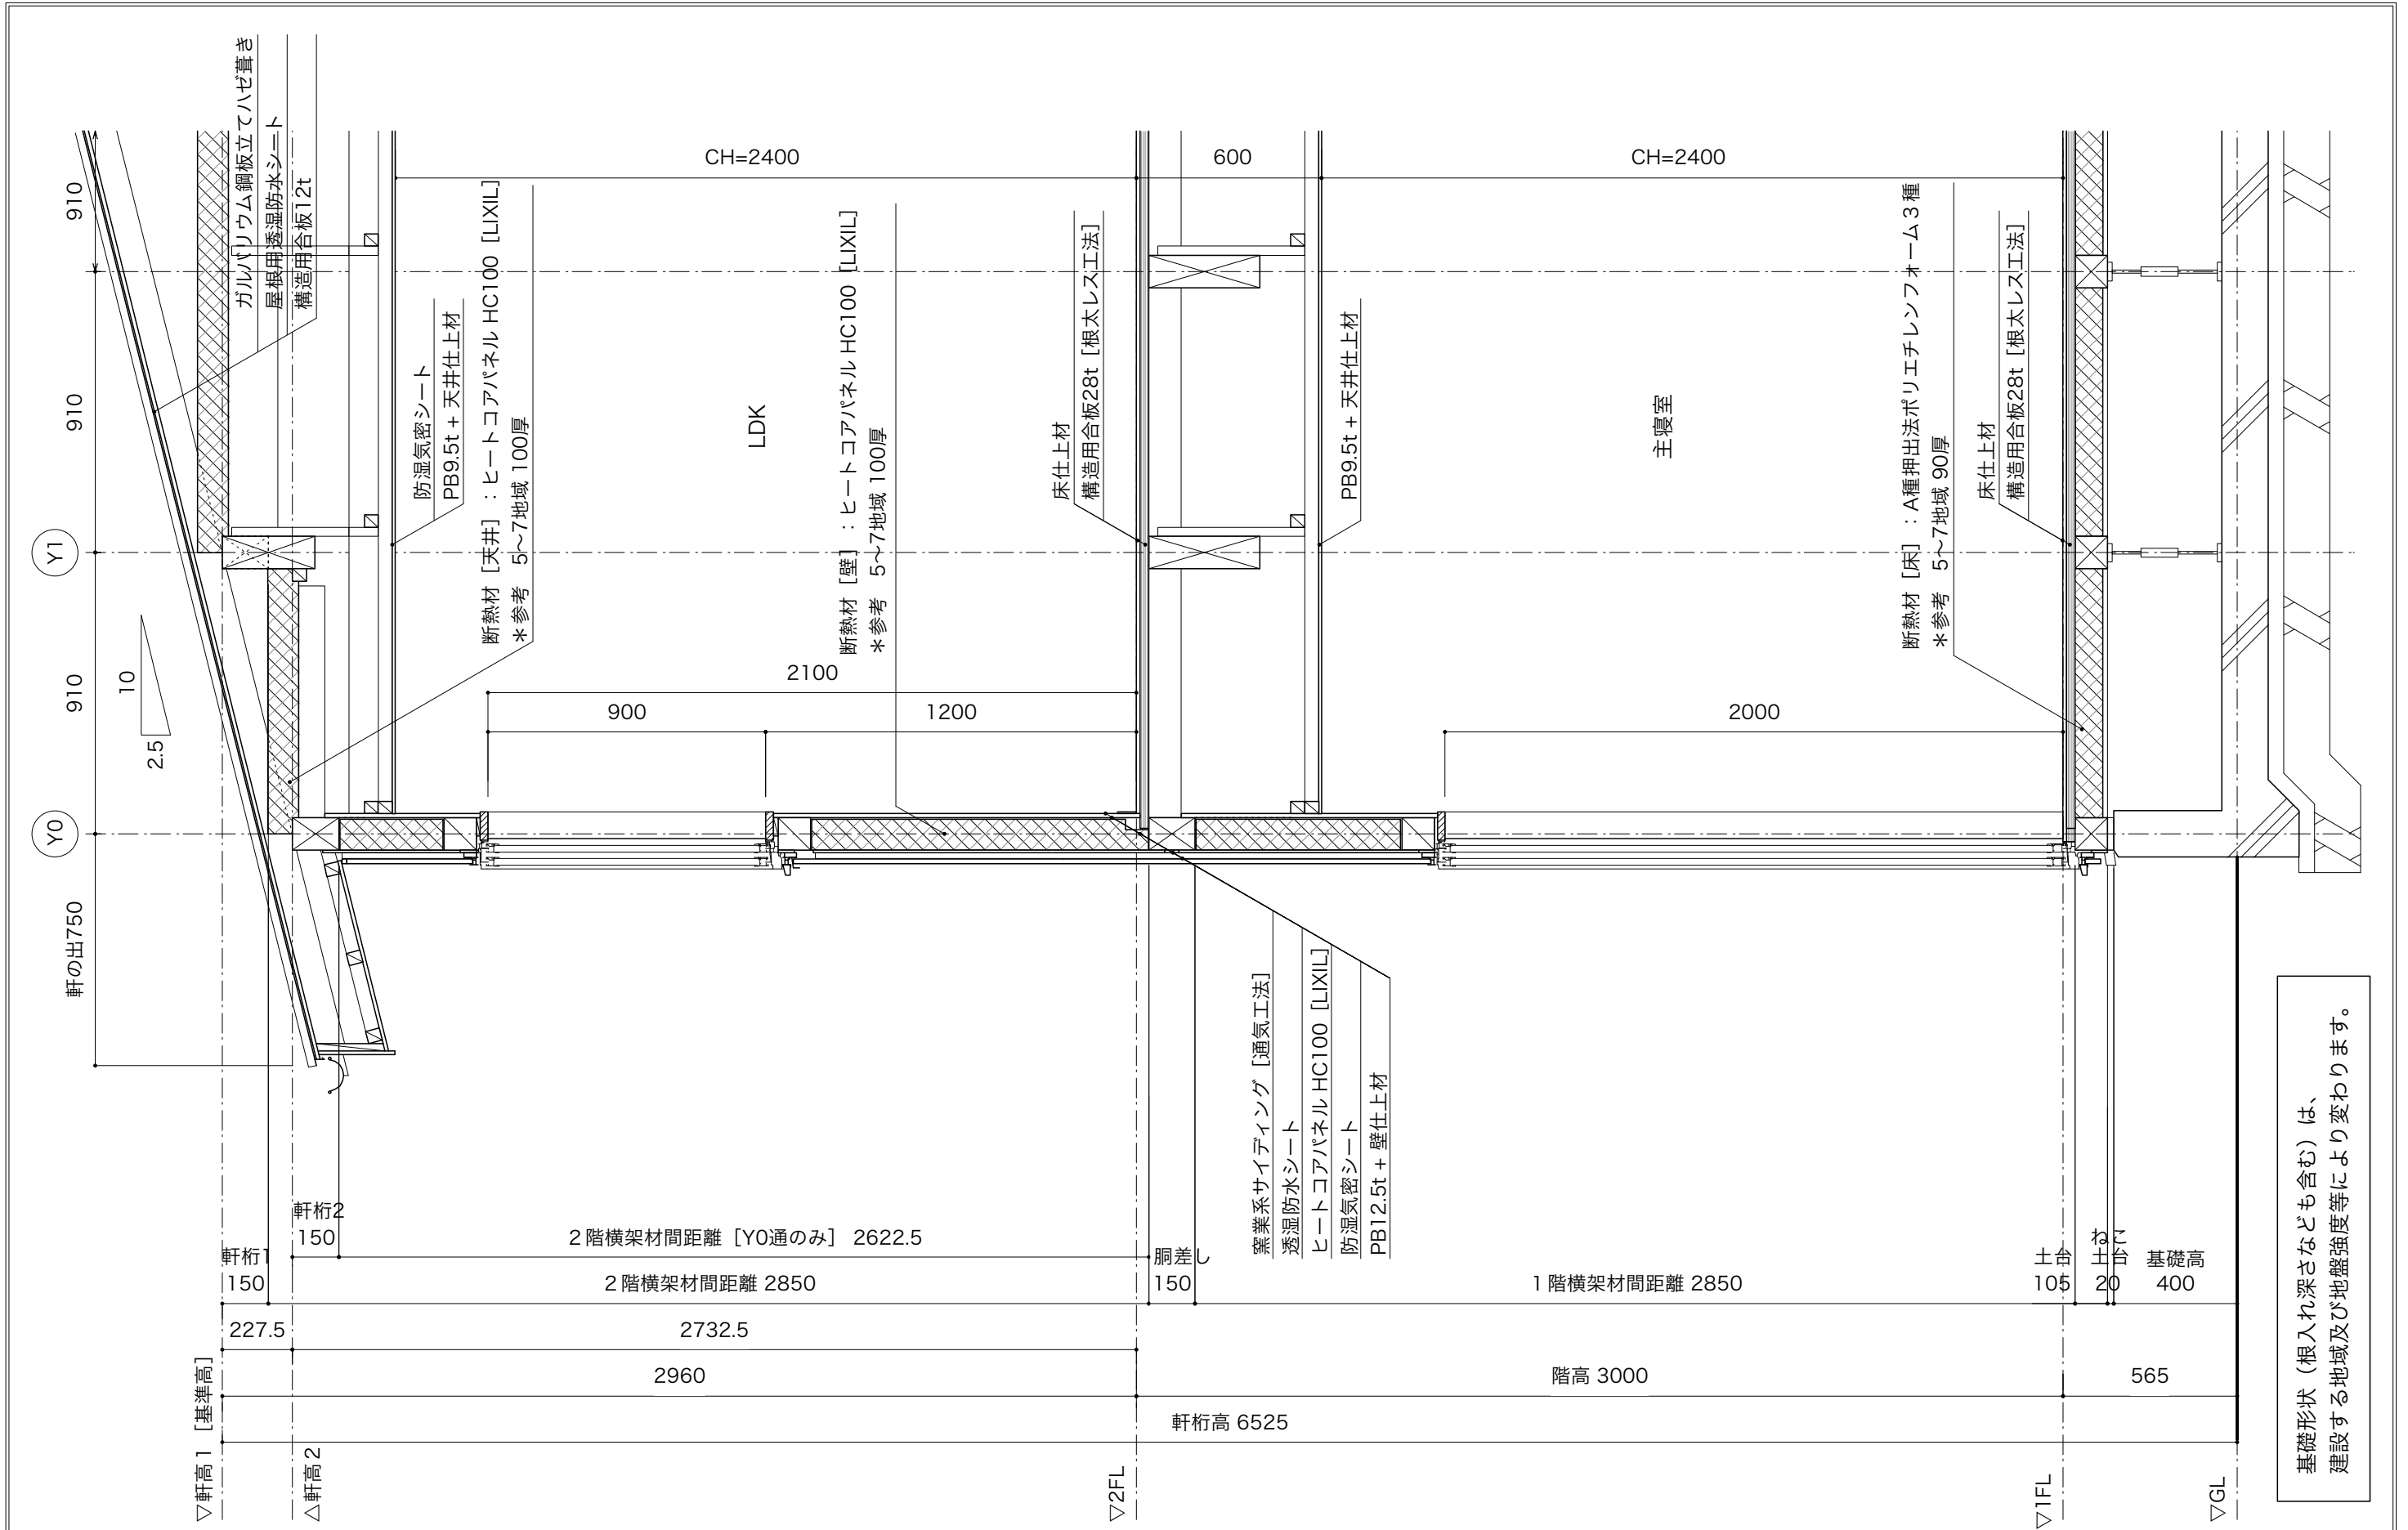 ガルバリウム鋼板立てハゼ葺き
屋根用透湿防水シート
構造用合板12t
910
910
910
軒の出750
Y1
Y0
10
2.5
CH=2400
600
CH=2400
防湿気密シート
PB9.5t + 天井仕上材
断熱材［天井］：ヒートコアパネル HC100［LIXIL］
＊参考　5〜7地域 100厚
LDK
断熱材［壁］：ヒートコアパネル HC100［LIXIL］
＊参考　5〜7地域 100厚
床仕上材
構造用合板28t［根太レス工法］
PB9.5t + 天井仕上材
主寝室
断熱材［床］：A種押出法ポリエチレンフォーム３種
＊参考　5〜7地域 90厚
床仕上材
構造用合板28t［根太レス工法］
2100
900
1200
2000
窯業系サイディング［通気工法］
透湿防水シート
ヒートコアパネル HC100［LIXIL］
防湿気密シート
PB12.5t + 壁仕上材
軒桁2
150
２階横架材間距離［Y0通のみ］ 2622.5
軒桁1
150
２階横架材間距離 2850
胴差し
150
１階横架材間距離 2850
土台
105
ねこ
土台
20
基礎高
400
227.5
2732.5
2960
階高 3000
565
軒桁高 6525
▽軒高１［基準高］
△軒高２
▽2FL
▽1FL
▽GL
基礎形状（根入れ深さなども含む）は、
建設する地域及び地盤強度等により変わります。